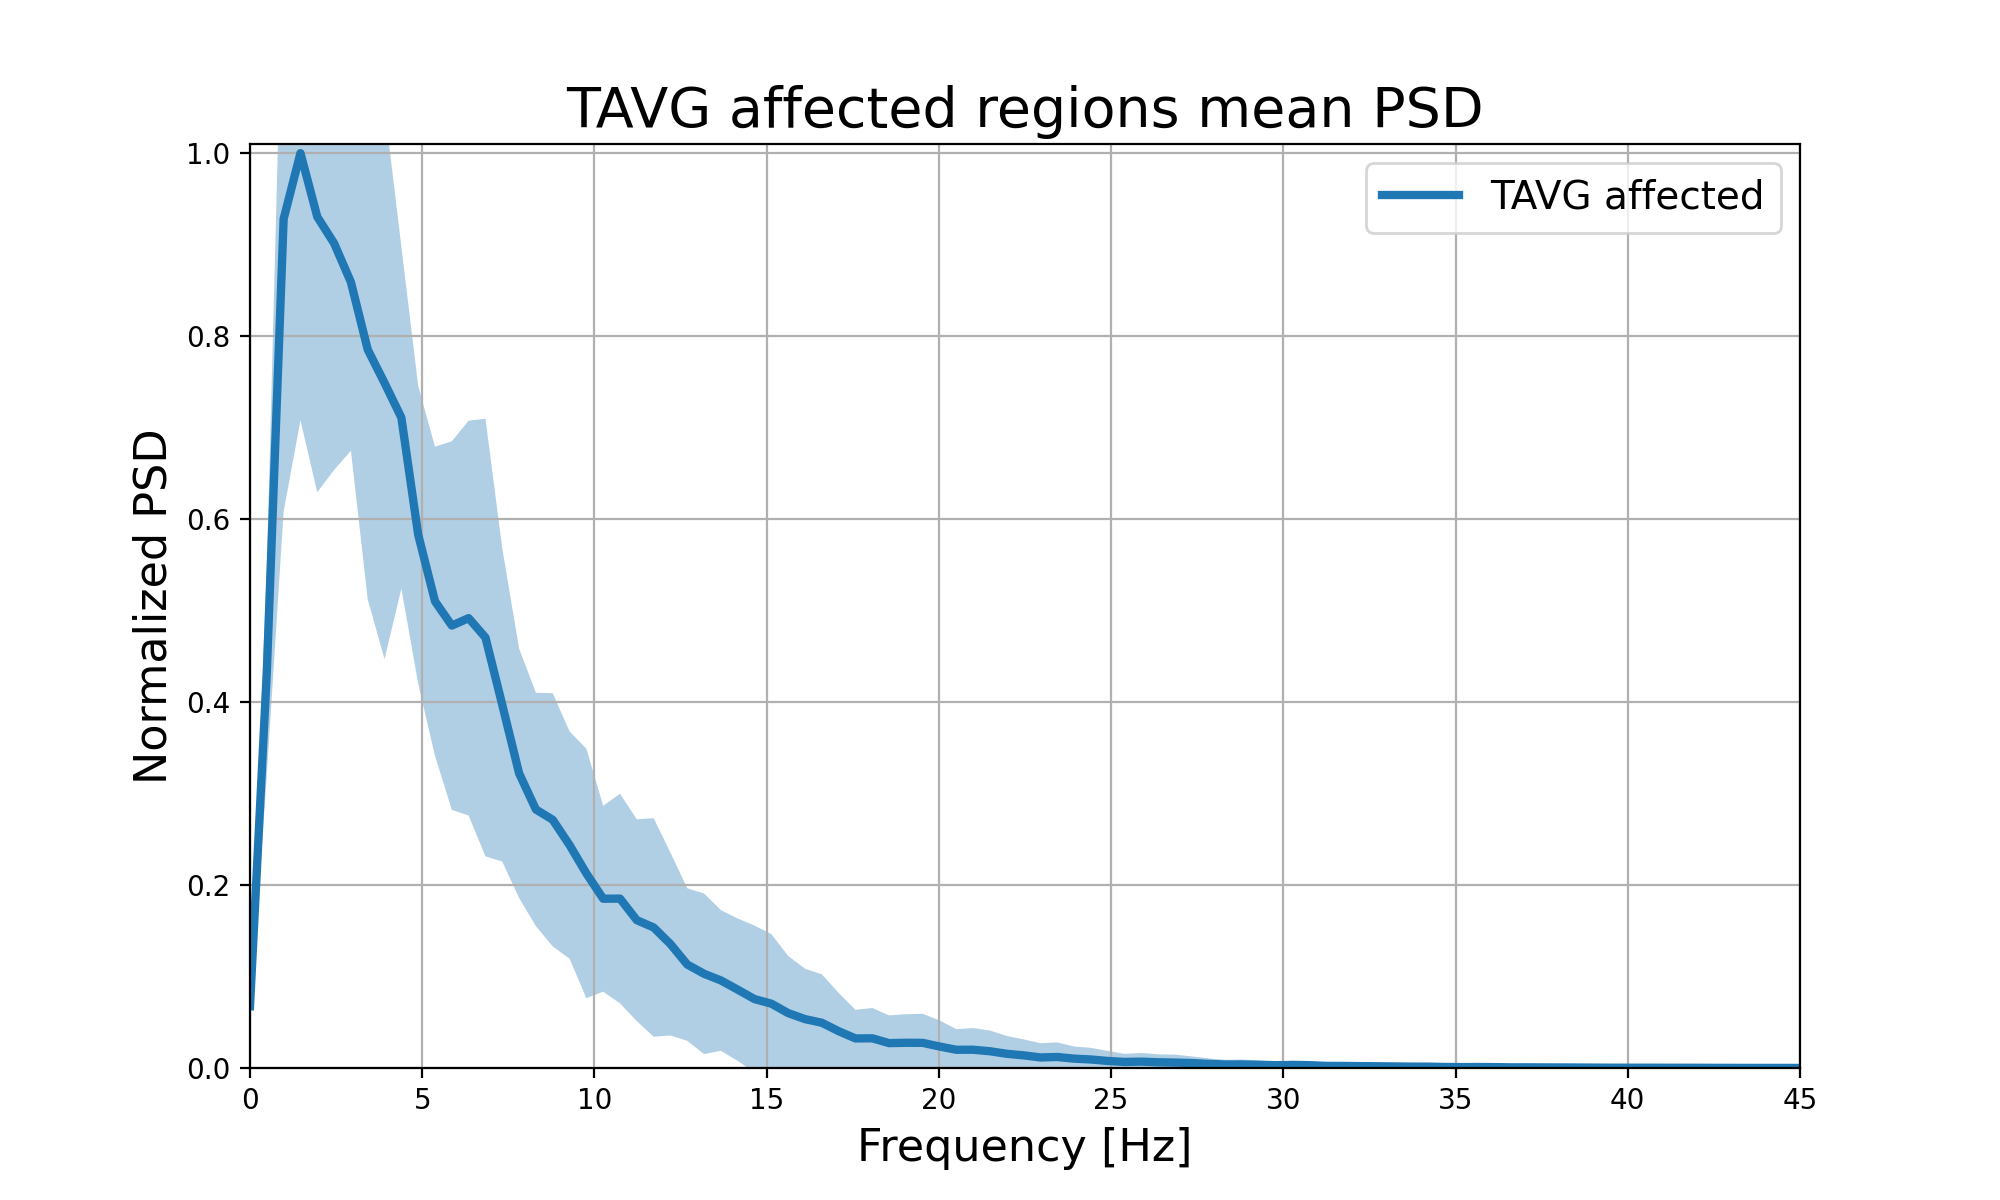 TAVG affected regions mean PSD
TAVG affected
Normalized PSD
1.0
0.8
0.6
0.4
0.2
0.0
0 5 10 15 20 25 30 35 40 45
Frequency [Hz]